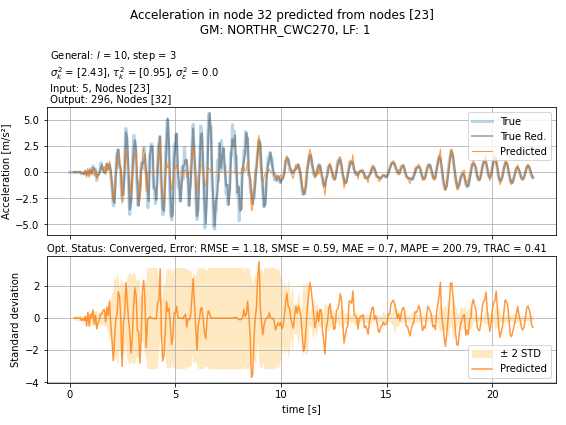 Acceleration in node 32 predicted from nodes [23]
GM: NORTHR_CWC270, LF: 1
General: l = 10, step = 3
σ²ₖ = [2.43], τ²ₖ = [0.95], σ²ε = 0.0
Input: 5, Nodes [23]
Output: 296, Nodes [32]
Acceleration [m/s²]
5.0
2.5
0.0
−2.5
−5.0
True
True Red.
Predicted
Opt. Status: Converged, Error: RMSE = 1.18, SMSE = 0.59, MAE = 0.7, MAPE = 200.79, TRAC = 0.41
Standard deviation
2
0
−2
−4
± 2 STD
Predicted
0
5
10
15
20
time [s]